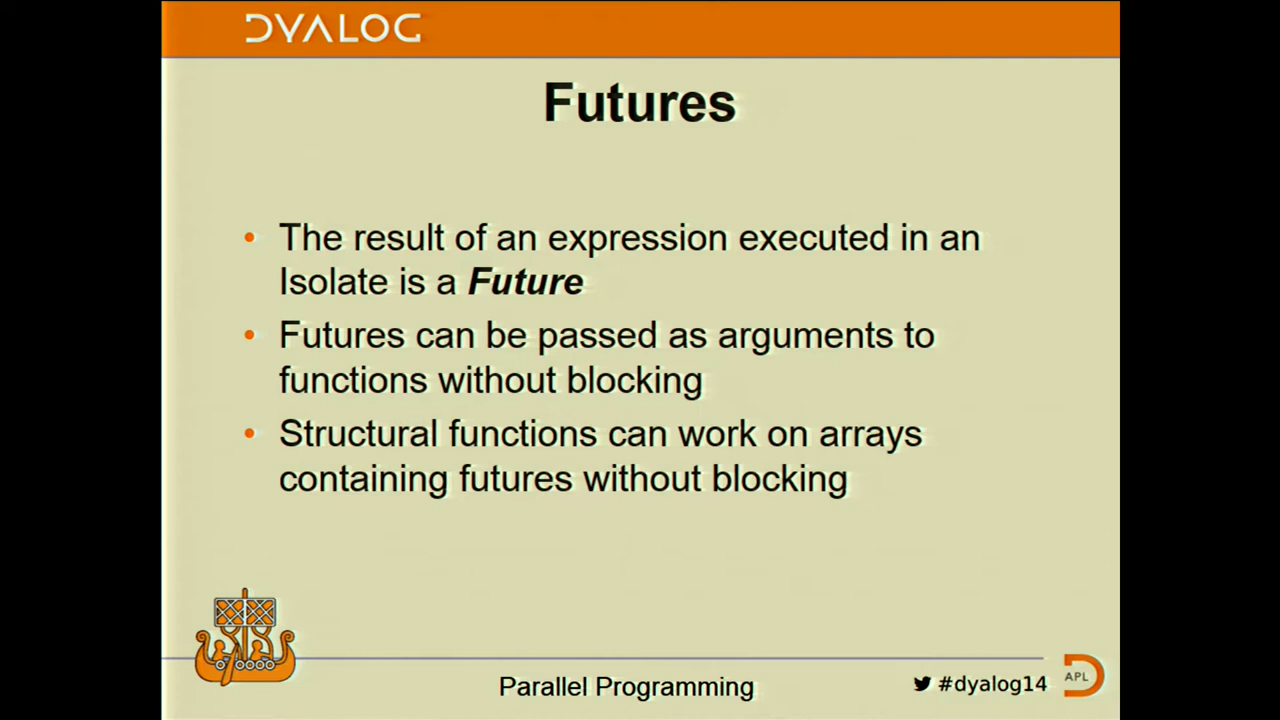 DYALOG
Futures
• The result of an expression executed in an
Isolate is a Future
• Futures can be passed as arguments to
functions without blocking
• Structural functions can work on arrays
containing futures without blocking
Parallel Programming
#dyalog14
APL